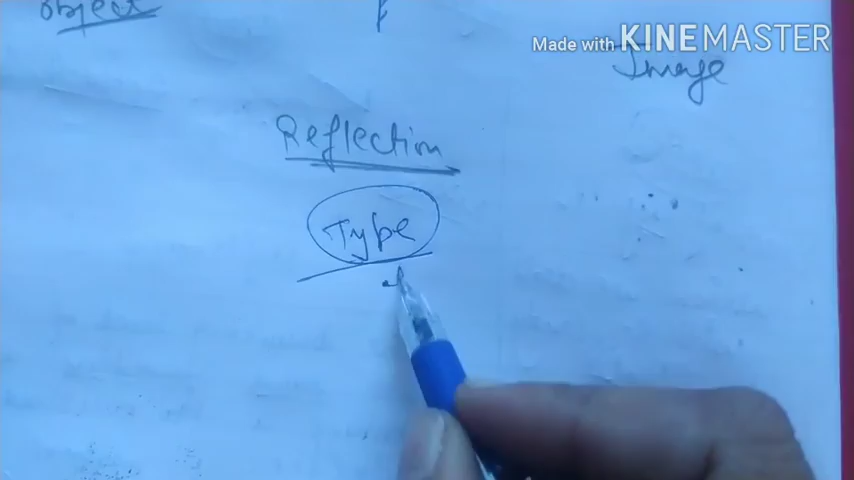 object
Made with KINEMASTER
Image
Reflection
Type